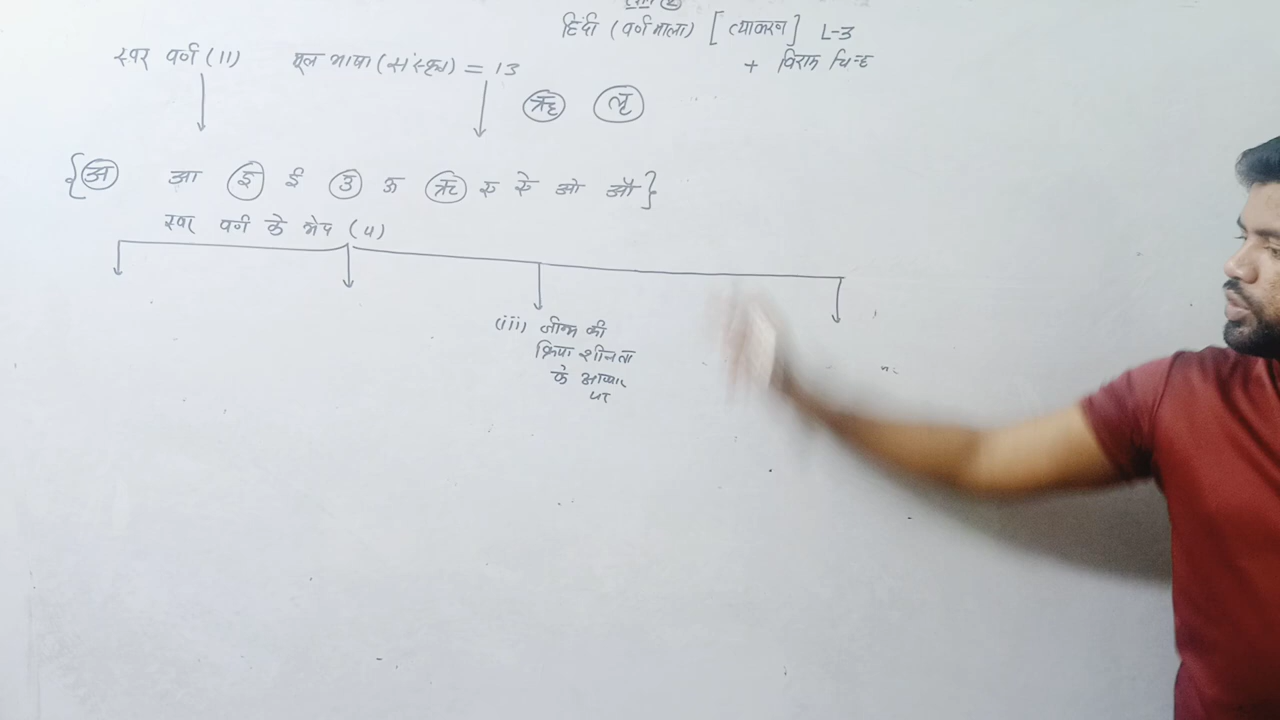 हिंदी (वर्णमाला) [व्याकरण] L-3
+ विराम चिन्ह
स्वर वर्ण (11) मूल भाषा (संस्कृत) = 13
ॠ ऌ
{अ आ इ ई उ ऊ ऋ ए ऐ ओ औ}
स्वर वर्ण के भेद (4)
(iii) जीभ की
क्रिया शीलता
के आधार
पर